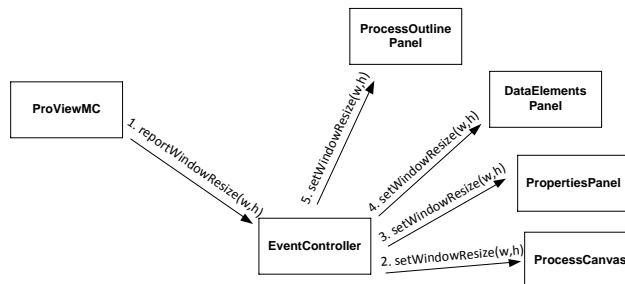 ProcessOutline
Panel
ProViewMC
DataElements
Panel
1. reportWindowResize(w,h)
5. setWindowResize(w,h)
4. setWindowResize(w,h)
PropertiesPanel
3. setWindowResize(w,h)
EventController
2. setWindowResize(w,h)
ProcessCanvas